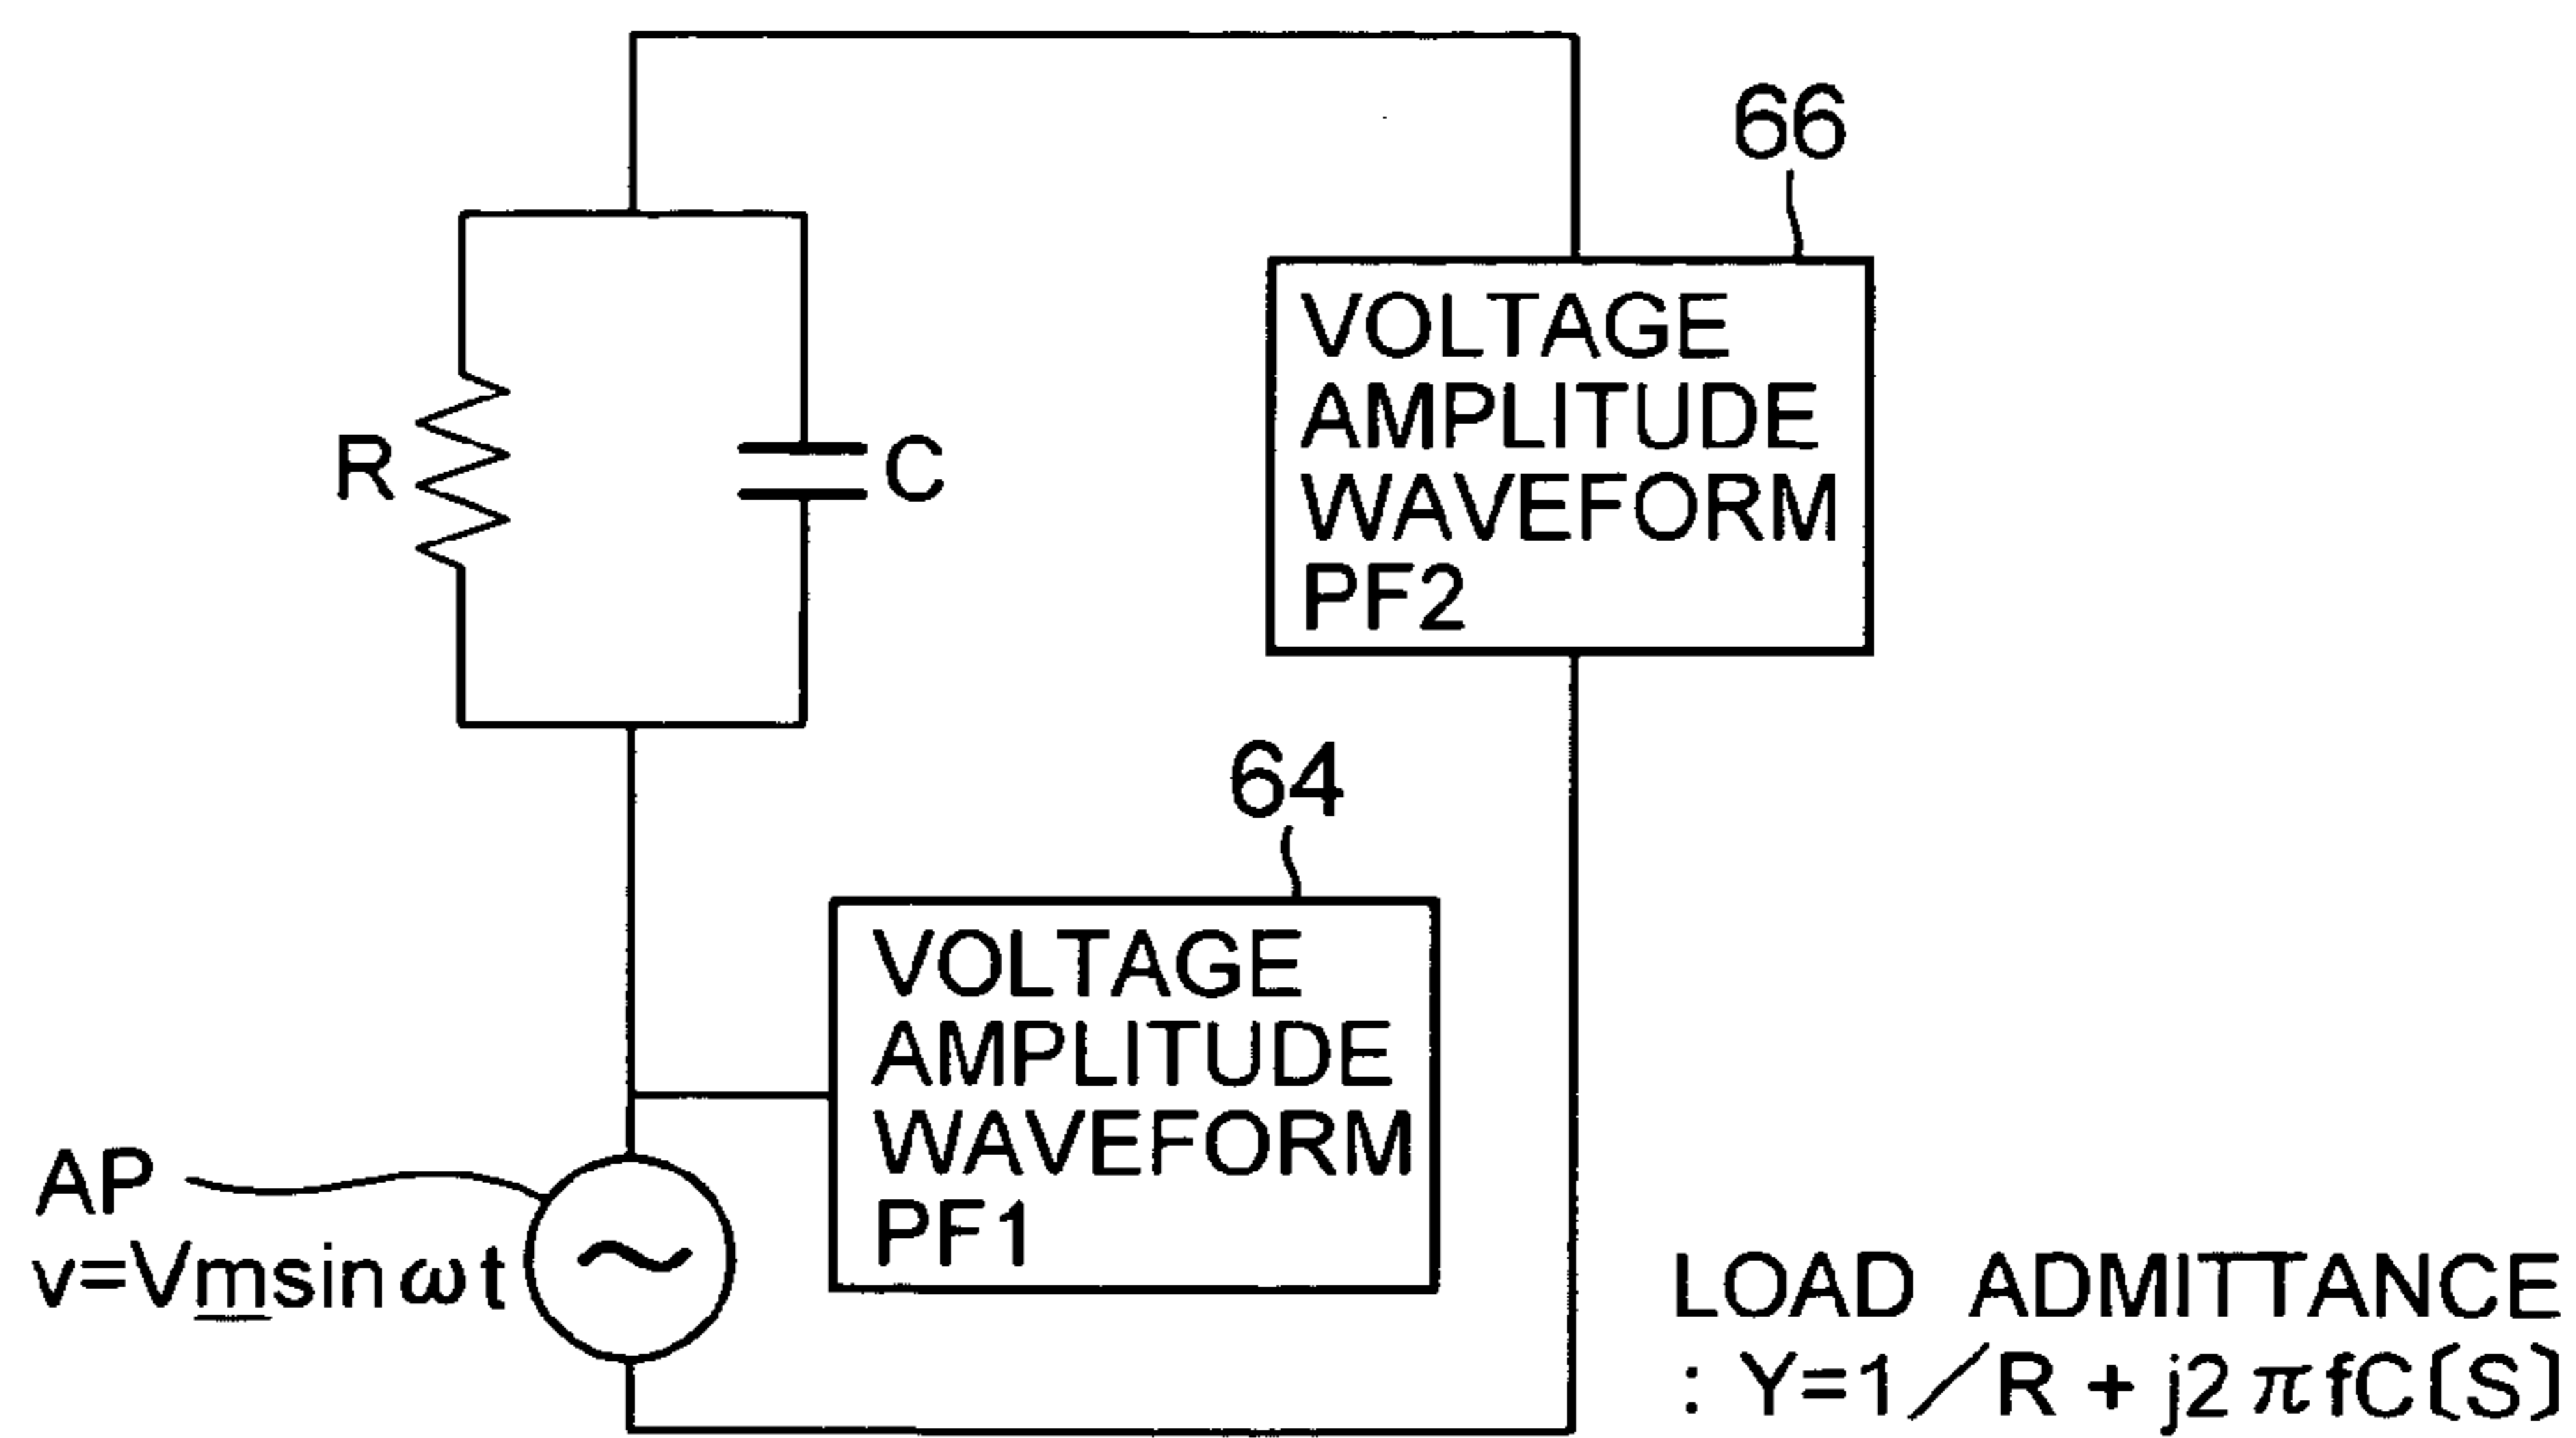 66
VOLTAGE
AMPLITUDE
WAVEFORM
PF2
R
C
64
VOLTAGE
AMPLITUDE
WAVEFORM
PF1
AP
v=Vmsinωt
LOAD ADMITTANCE
: Y=1/R + j2πfC[S]